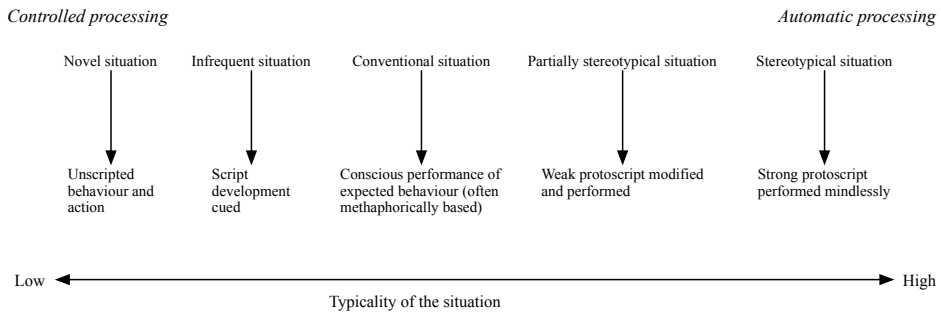 Controlled processing
Automatic processing
Novel situation
Infrequent situation
Conventional situation
Partially stereotypical situation
Stereotypical situation
Unscripted
behaviour and
action
Script
development
cued
Conscious performance of
expected behaviour (often
methaphorically based)
Weak protoscript modified
and performed
Strong protoscript
performed mindlessly
Low
High
Typicality of the situation